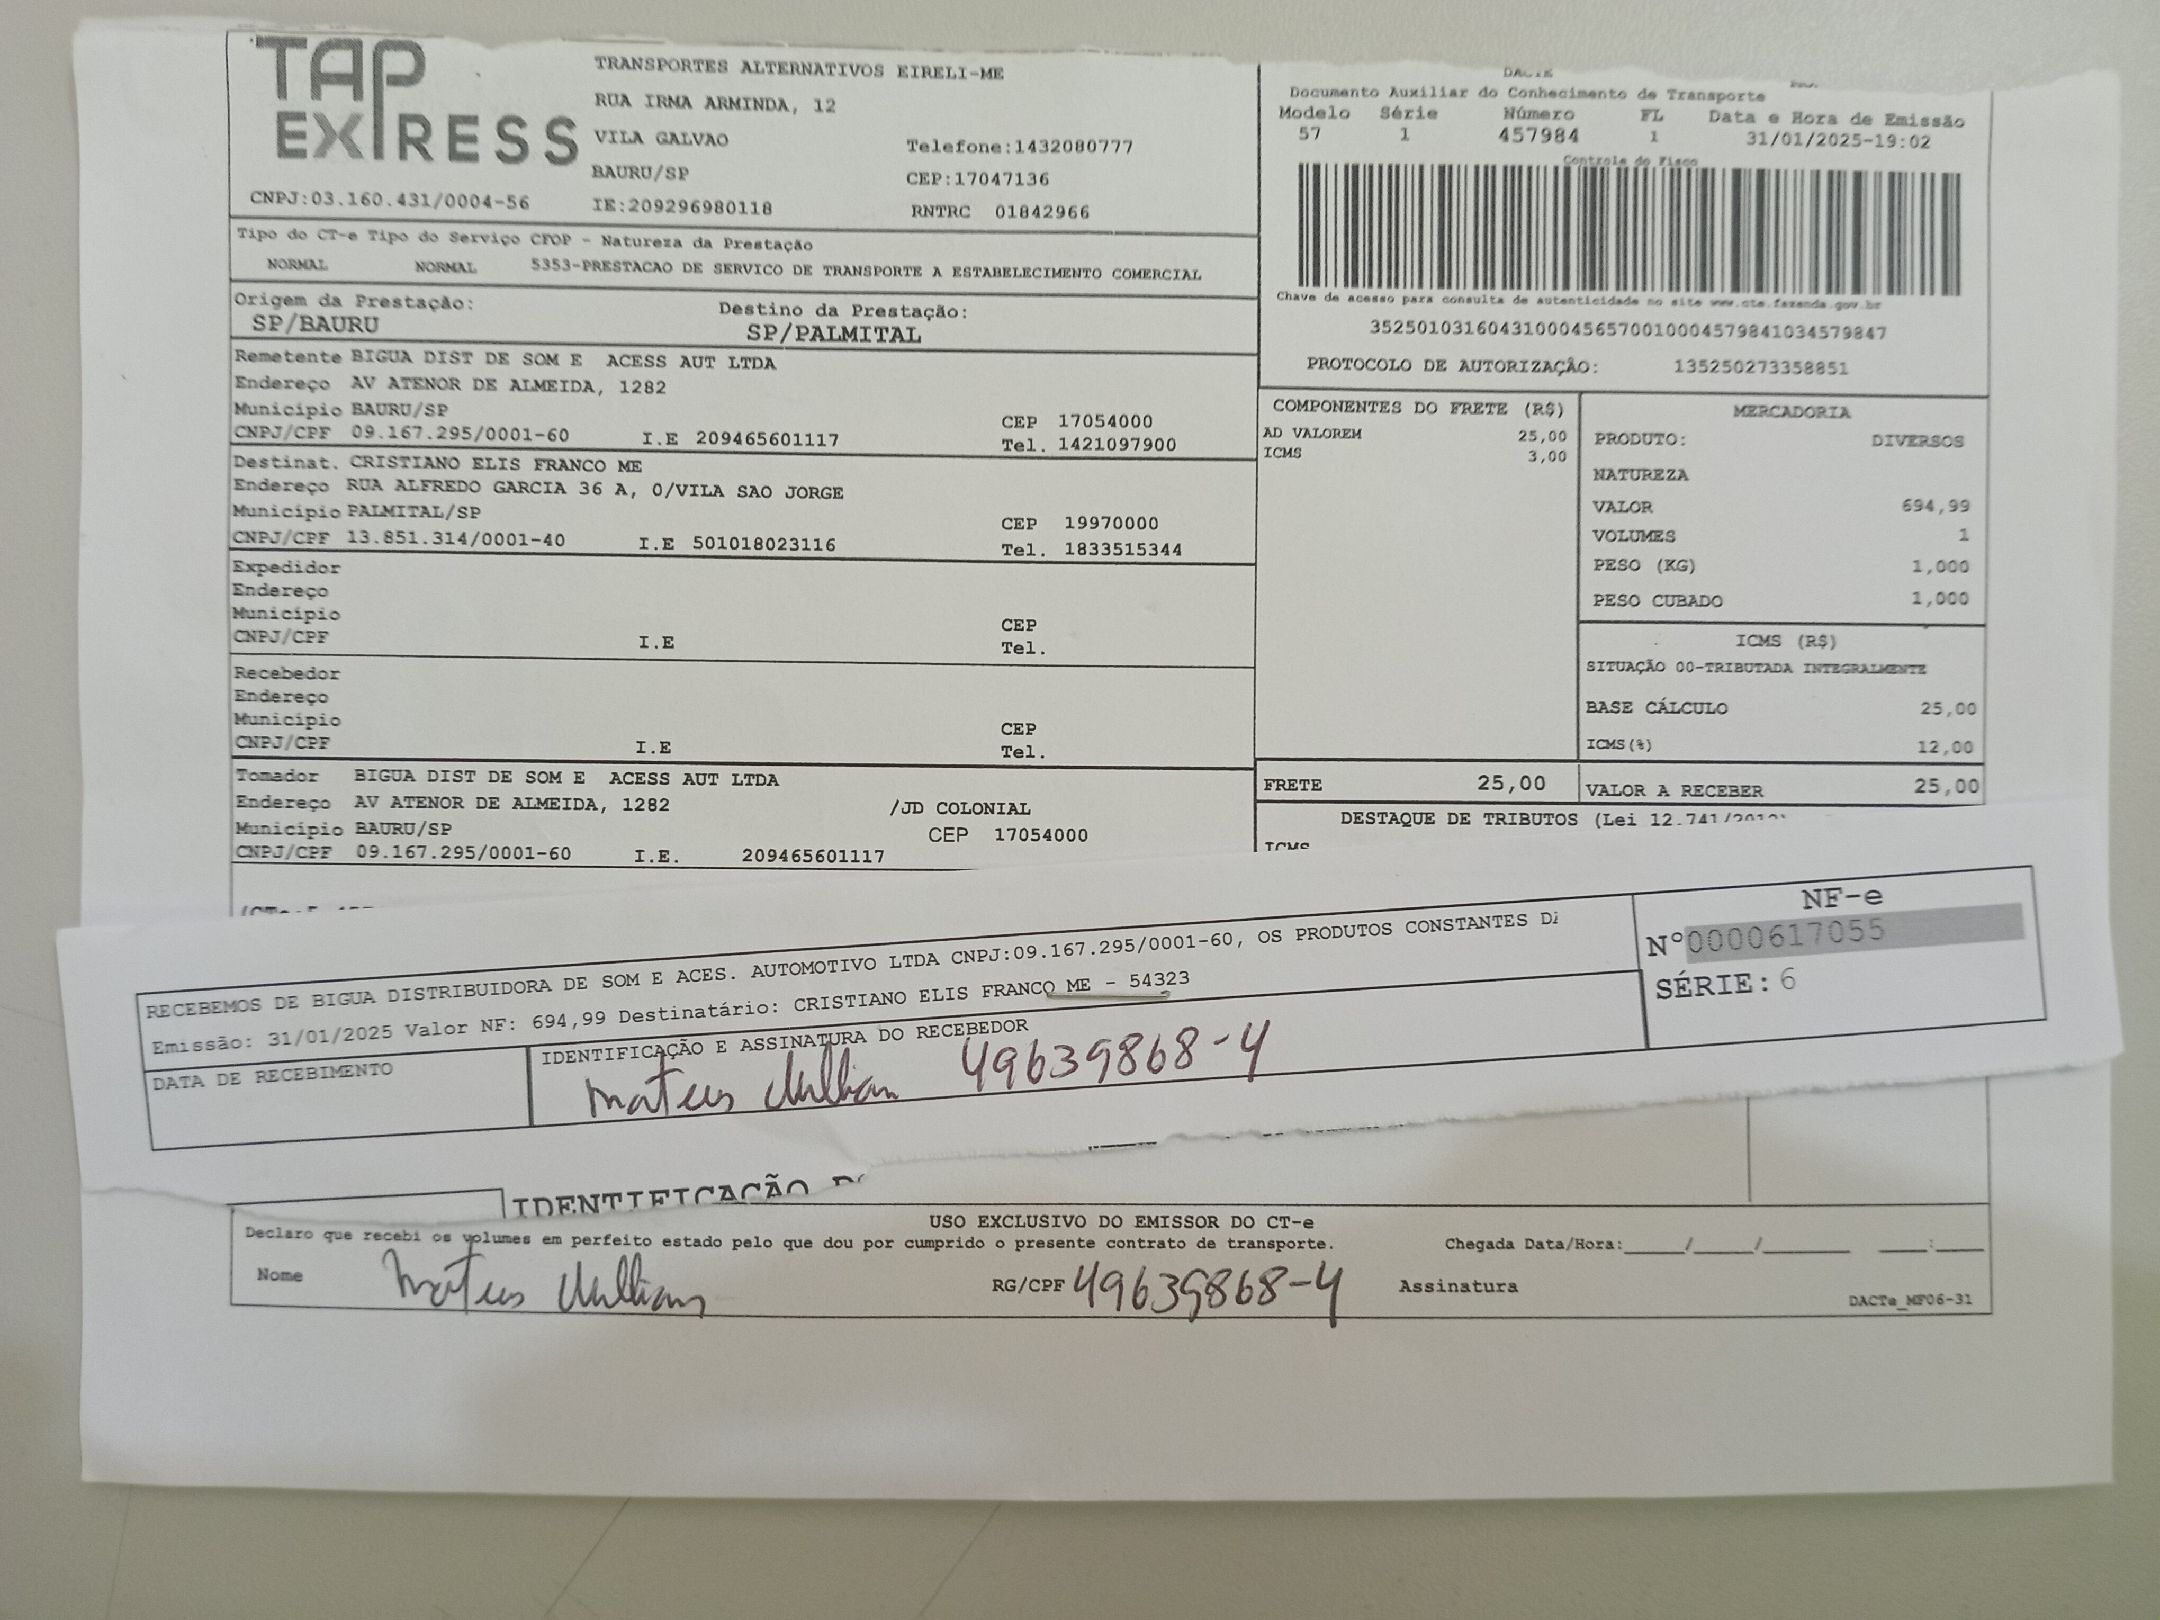 TAP EXPRESS
TRANSPORTES ALTERNATIVOS EIRELI-ME
RUA IRMA ARMINDA, 12
VILA GALVAO Telefone:1432080777
BAURU/SP CEP:17047136
CNPJ:03.160.431/0004-56 IE:209296980118 RNTRC 01842966
Documento Auxiliar do Conhecimento de Transporte
Modelo Série Número FL Data e Hora de Emissão
57 1 457984 1 31/01/2025-19:02
Controle do Fisco
Chave de acesso para consulta de autenticidade no site www.cte.fazenda.gov.br
35250103160431000456570010004579841034579847
PROTOCOLO DE AUTORIZAÇÂO: 135250273358851
Tipo do CT-e Tipo do Serviço CFOP - Natureza da Prestação
NORMAL NORMAL 5353-PRESTACAO DE SERVICO DE TRANSPORTE A ESTABELECIMENTO COMERCIAL
Origem da Prestação: Destino da Prestação:
SP/BAURU SP/PALMITAL
Remetente BIGUA DIST DE SOM E ACESS AUT LTDA
Endereço AV ATENOR DE ALMEIDA, 1282
Município BAURU/SP CEP 17054000
CNPJ/CPF 09.167.295/0001-60 I.E 209465601117 Tel. 1421097900
Destinat. CRISTIANO ELIS FRANCO ME
Endereço RUA ALFREDO GARCIA 36 A, 0/VILA SAO JORGE
Município PALMITAL/SP CEP 19970000
CNPJ/CPF 13.851.314/0001-40 I.E 501018023116 Tel. 1833515344
Expedidor
Endereço
Município CEP
CNPJ/CPF I.E Tel.
Recebedor
Endereço
Município CEP
CNPJ/CPF I.E Tel.
Tomador BIGUA DIST DE SOM E ACESS AUT LTDA
Endereço AV ATENOR DE ALMEIDA, 1282 /JD COLONIAL
Município BAURU/SP CEP 17054000
CNPJ/CPF 09.167.295/0001-60 I.E. 209465601117
COMPONENTES DO FRETE (R$)
AD VALOREM 25,00
ICMS 3,00
FRETE 25,00
MERCADORIA
PRODUTO: DIVERSOS
NATUREZA
VALOR 694,99
VOLUMES 1
PESO (KG) 1,000
PESO CUBADO 1,000
ICMS (R$)
SITUAÇÃO 00-TRIBUTADA INTEGRALMENTE
BASE CÁLCULO 25,00
ICMS(%) 12,00
VALOR A RECEBER 25,00
DESTAQUE DE TRIBUTOS (Lei 12.741/2012)
ICMS
RECEBEMOS DE BIGUA DISTRIBUIDORA DE SOM E ACES. AUTOMOTIVO LTDA CNPJ:09.167.295/0001-60, OS PRODUTOS CONSTANTES
Emissão: 31/01/2025 Valor NF: 694,99 Destinatário: CRISTIANO ELIS FRANCO ME - 54323
DATA DE RECEBIMENTO IDENTIFICAÇÃO E ASSINATURA DO RECEBEDOR
Mateus 49639868-4
NF-e
N°0000617055
SÉRIE: 6
IDENTIFICAÇÃO
USO EXCLUSIVO DO EMISSOR DO CT-e
Declaro que recebi os volumes em perfeito estado pelo que dou por cumprido o presente contrato de transporte. Chegada Data/Hora:____/____/______ ___:___
Nome Mateus RG/CPF 49639868-4 Assinatura
DACTe_MF06-31